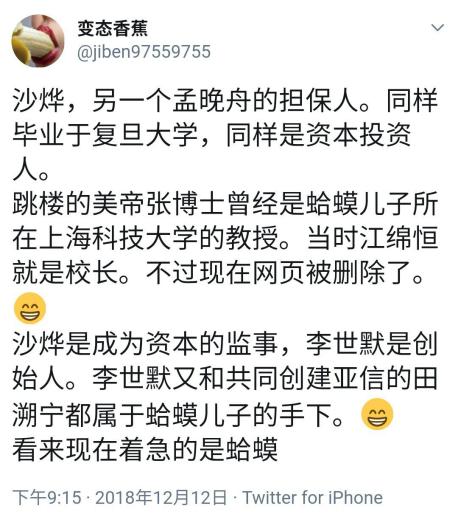 变态香蕉
@jiben97559755
沙烨，另一个孟晚舟的担保人。同样
毕业于复旦大学，同样是资本投资
人。
跳楼的美帝张博士曾经是蛤蟆儿子所
在上海科技大学的教授。当时江绵恒
就是校长。不过现在网页被删除了。
😄
沙烨是成为资本的监事，李世默是创
始人。李世默又和共同创建亚信的田
溯宁都属于蛤蟆儿子的手下。😄
看来现在着急的是蛤蟆
下午9:15 · 2018年12月12日 · Twitter for iPhone